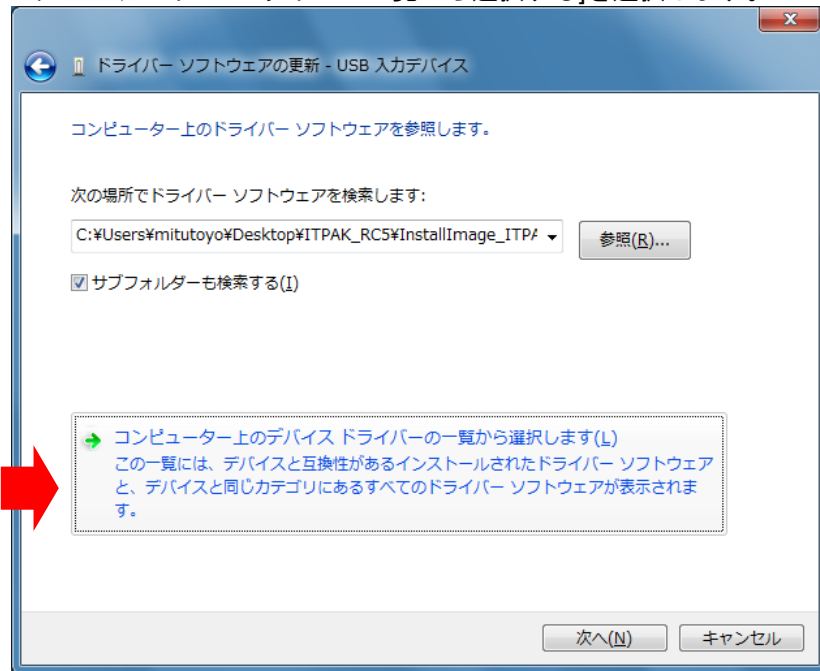 ドライバー ソフトウェアの更新 - USB 入力デバイス
コンピューター上のドライバー ソフトウェアを参照します。
次の場所でドライバー ソフトウェアを検索します:
C:¥Users¥mitutoyo¥Desktop¥ITPAK_RC5¥InstallImage_ITPA
参照(R)...
サブフォルダーも検索する(I)
コンピューター上のデバイス ドライバーの一覧から選択します(L)
この一覧には、デバイスと互換性があるインストールされたドライバー ソフトウェア
と、デバイスと同じカテゴリにあるすべてのドライバー ソフトウェアが表示されま
す。
次へ(N)
キャンセル